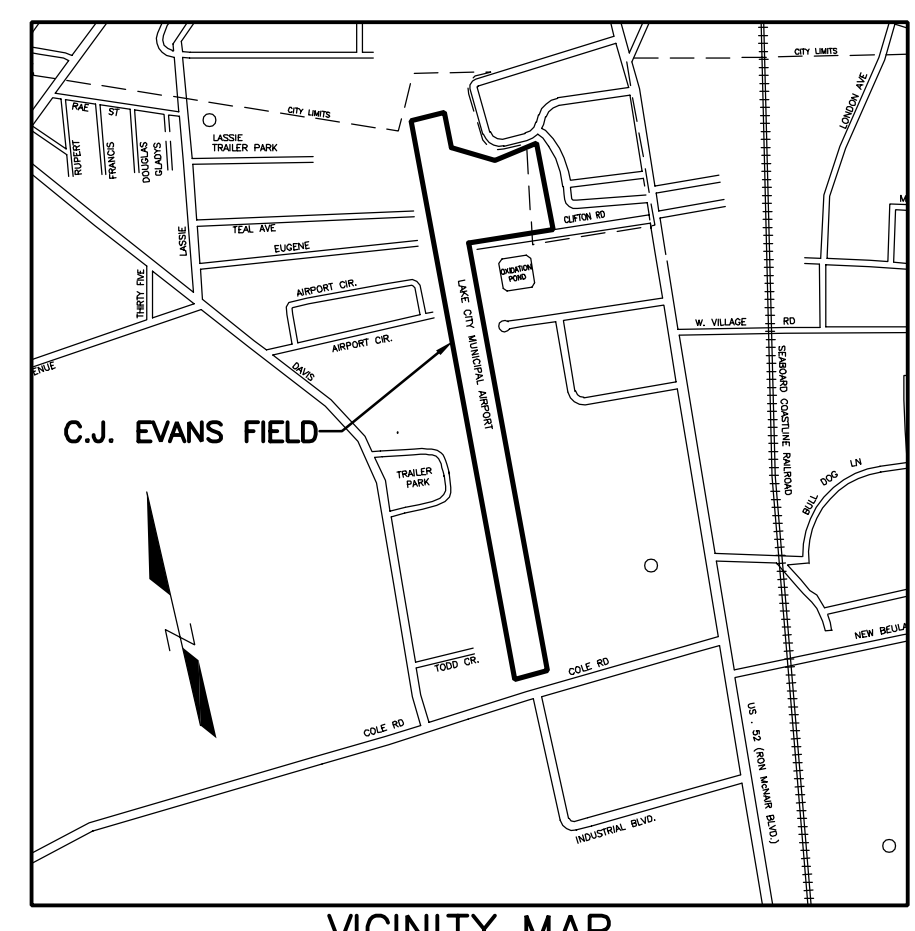 CITY LIMITS
LONDON AVE
RAE ST
CITY LIMITS
LASSIE
TRAILER PARK
RUPERT
FRANCIS
DOUGLAS
GLADYS
M
CLIFTON RD
TEAL AVE
LASSIE
EUGENE
OXIDATION
POND
THIRTY FIVE
AIRPORT CIR.
LAKE CITY MUNICIPAL AIRPORT
W. VILLAGE RD
AIRPORT CIR.
ENUE
DAVIS
SEABOARD COASTLINE RAILROAD
C.J. EVANS FIELD
TRAILER
PARK
BULL DOG LN
NEW BEULA
TODD CR.
COLE RD
COLE RD
US . 52 (RON McNAIR BLVD.)
INDUSTRIAL BLVD.
VICINITY MAP